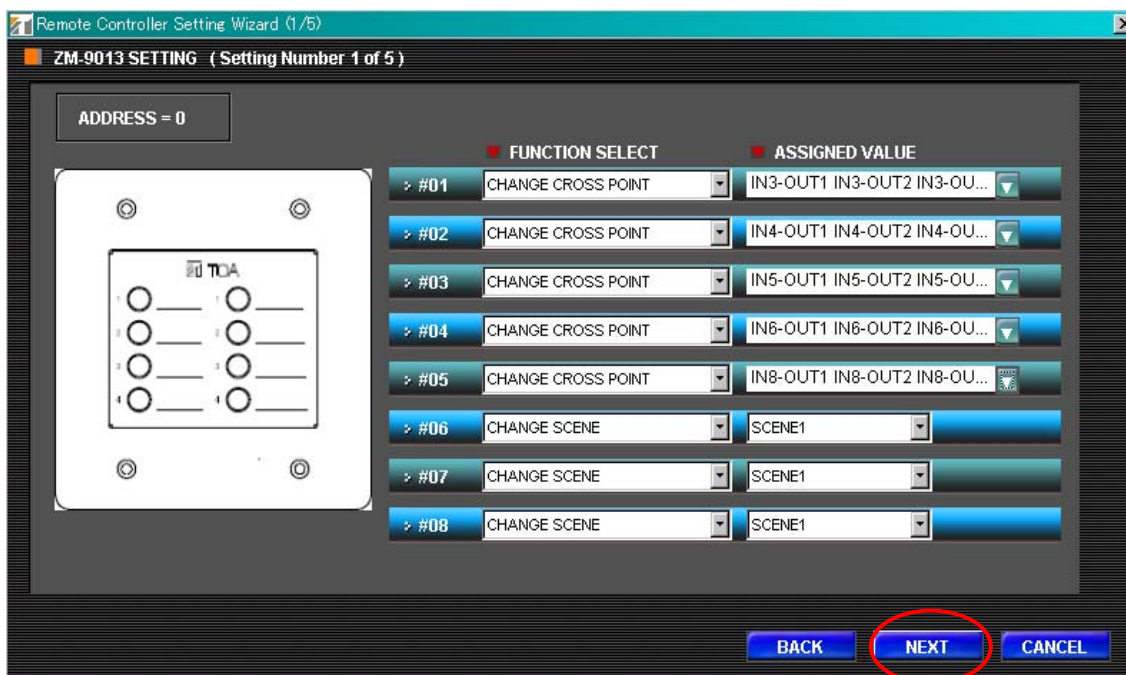 Remote Controller Setting Wizard (1/5)
ZM-9013 SETTING ( Setting Number 1 of 5 )
ADDRESS = 0
FUNCTION SELECT ASSIGNED VALUE
#01 CHANGE CROSS POINT IN3-OUT1 IN3-OUT2 IN3-OU...
#02 CHANGE CROSS POINT IN4-OUT1 IN4-OUT2 IN4-OU...
#03 CHANGE CROSS POINT IN5-OUT1 IN5-OUT2 IN5-OU...
#04 CHANGE CROSS POINT IN6-OUT1 IN6-OUT2 IN6-OU...
#05 CHANGE CROSS POINT IN8-OUT1 IN8-OUT2 IN8-OU...
#06 CHANGE SCENE SCENE1
#07 CHANGE SCENE SCENE1
#08 CHANGE SCENE SCENE1
TOA
1 1
2 2
3 3
4 4
BACK NEXT CANCEL